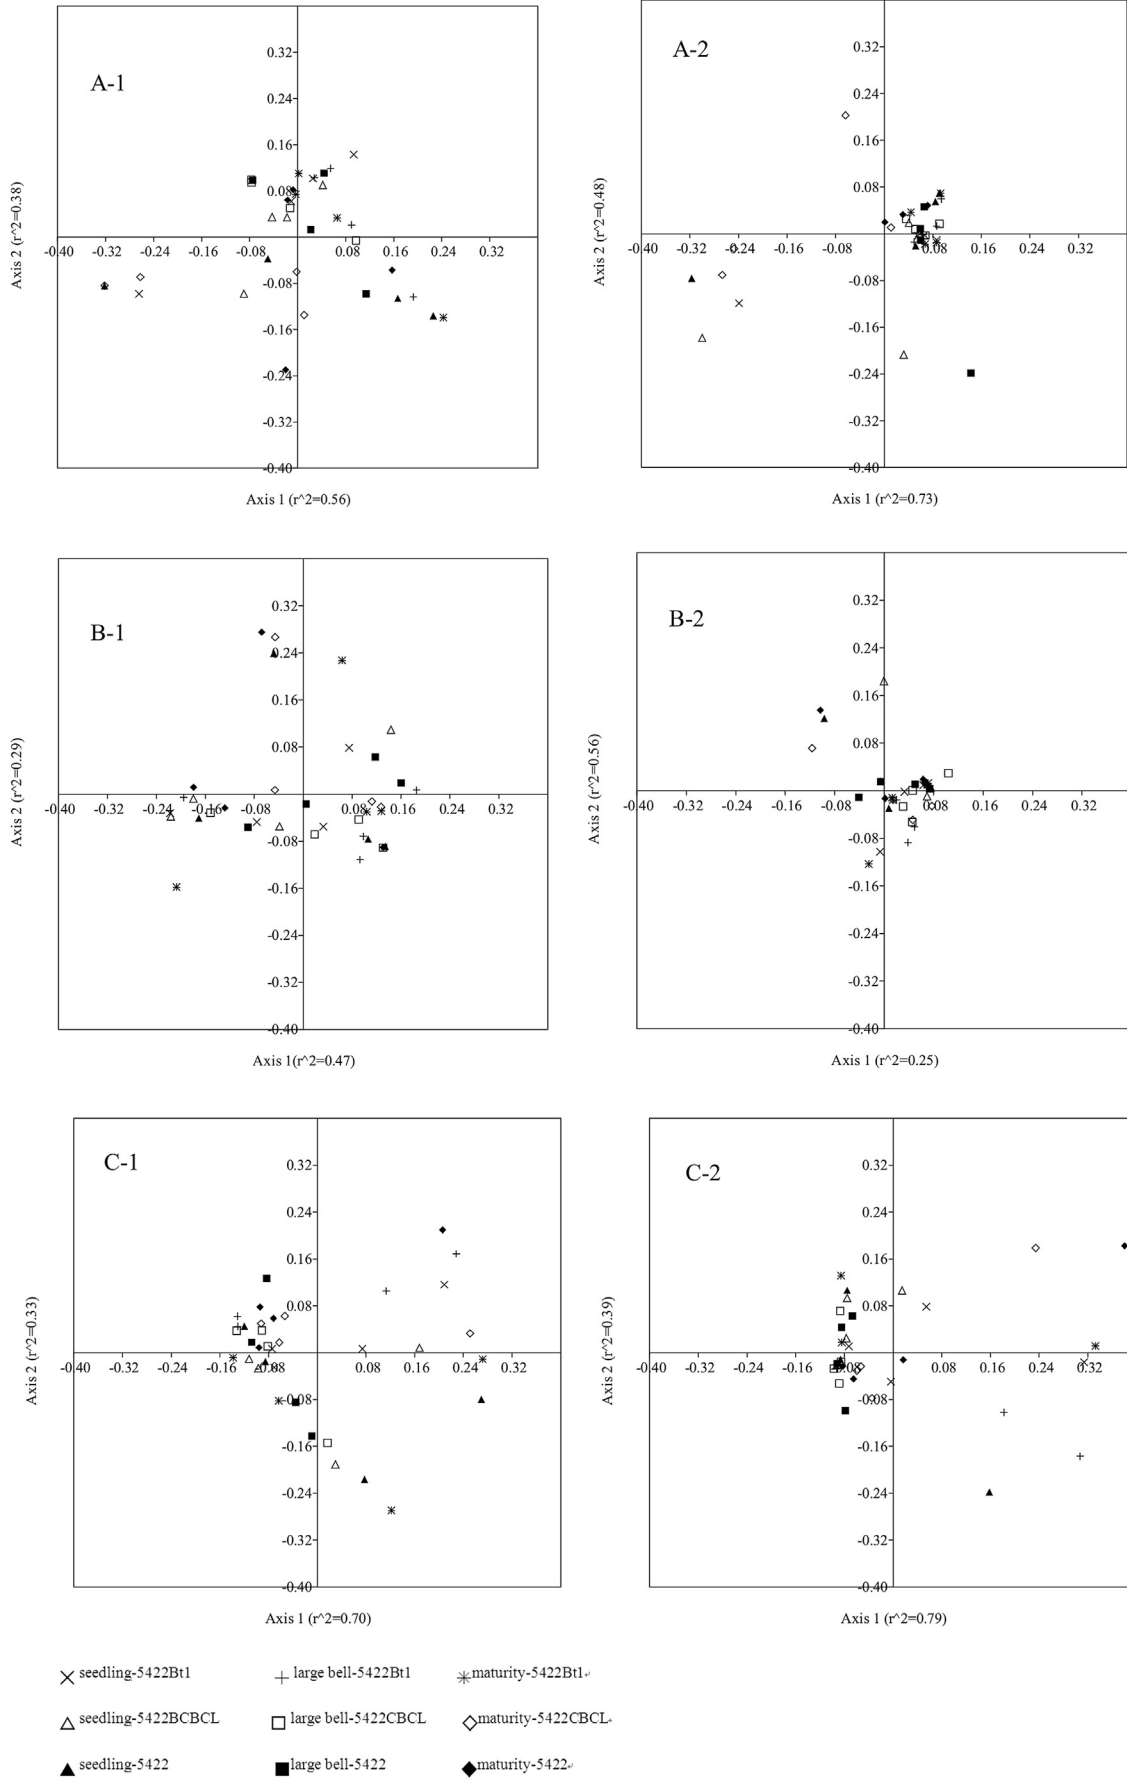 A-1
0.32
0.24
0.16
0.08
-0.40 -0.32 -0.24 -0.16 -0.08 0.08 0.16 0.24 0.32
-0.08
-0.16
-0.24
-0.32
-0.40
Axis 2 (r^2=0.38)
Axis 1 (r^2=0.56)
A-2
0.32
0.24
0.16
0.08
-0.40 -0.32 -0.24 -0.16 -0.08 0.08 0.16 0.24 0.32
-0.08
-0.16
-0.24
-0.32
-0.40
Axis 2 (r^2=0.48)
Axis 1 (r^2=0.73)
B-1
0.32
0.24
0.16
0.08
-0.40 -0.32 -0.24 -0.16 -0.08 0.08 0.16 0.24 0.32
-0.08
-0.16
-0.24
-0.32
-0.40
Axis 2 (r^2=0.29)
Axis 1(r^2=0.47)
B-2
0.32
0.24
0.16
0.08
-0.40 -0.32 -0.24 -0.16 -0.08 0.08 0.16 0.24 0.32
-0.08
-0.16
-0.24
-0.32
-0.40
Axis 2 (r^2=0.56)
Axis 1 (r^2=0.25)
C-1
0.32
0.24
0.16
0.08
-0.40 -0.32 -0.24 -0.16 -0.08 0.08 0.16 0.24 0.32
-0.08
-0.16
-0.24
-0.32
-0.40
Axis 2 (r^2=0.33)
Axis 1 (r^2=0.70)
C-2
0.32
0.24
0.16
0.08
-0.40 -0.32 -0.24 -0.16 -0.08 0.08 0.16 0.24 0.32
-0.08
-0.16
-0.24
-0.32
-0.40
Axis 2 (r^2=0.39)
Axis 1 (r^2=0.79)
seedling-5422Bt1 large bell-5422Bt1 maturity-5422Bt1
seedling-5422BCBCL large bell-5422CBCL maturity-5422CBCL
seedling-5422 large bell-5422 maturity-5422